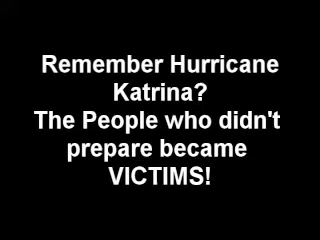 Remember Hurricane
Katrina?
The People who didn't
prepare became
VICTIMS!